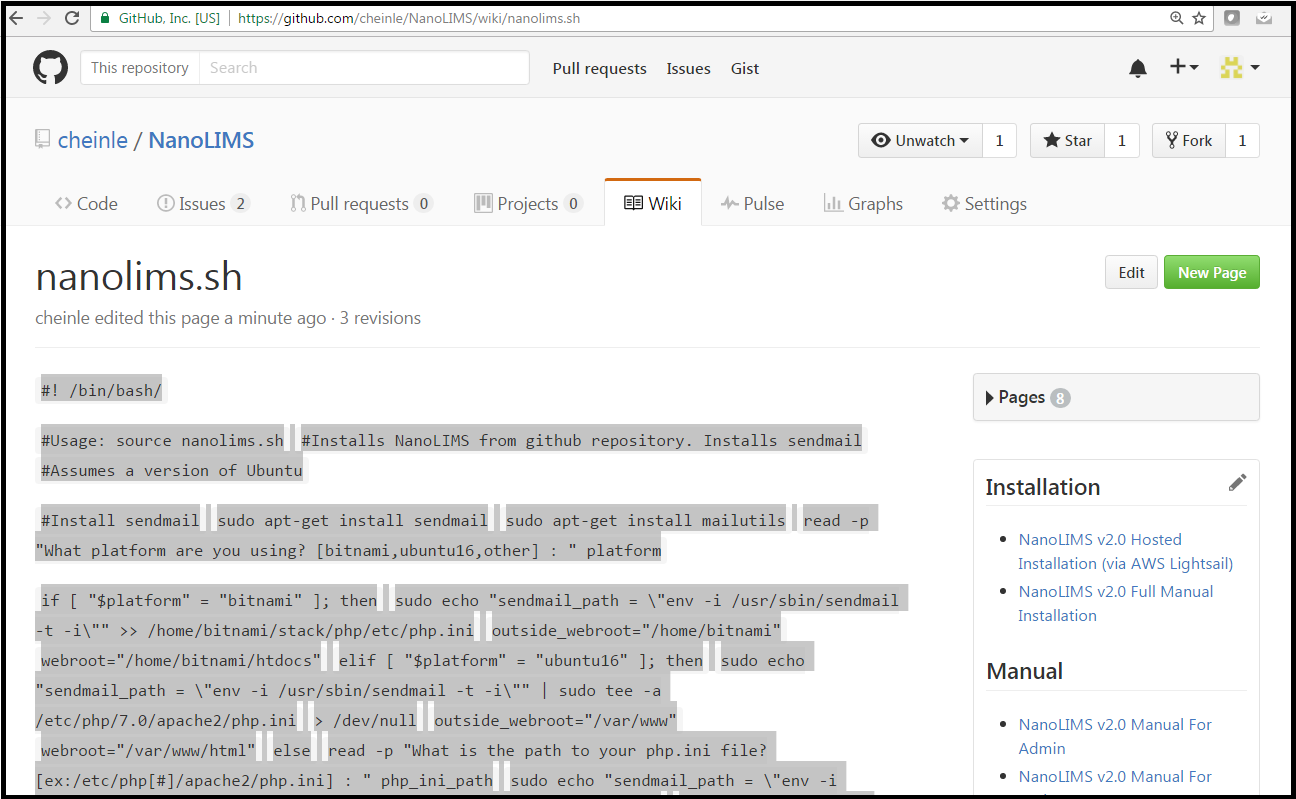 GitHub, Inc. [US] | https://github.com/cheinle/NanoLIMS/wiki/nanolims.sh
This repository Search Pull requests Issues Gist
cheinle / NanoLIMS Unwatch 1 Star 1 Fork 1
Code Issues 2 Pull requests 0 Projects 0 Wiki Pulse Graphs Settings
nanolims.sh Edit New Page
cheinle edited this page a minute ago · 3 revisions
#! /bin/bash/
#Usage: source nanolims.sh #Installs NanoLIMS from github repository. Installs sendmail
#Assumes a version of Ubuntu
#Install sendmail sudo apt-get install sendmail sudo apt-get install mailutils read -p
"What platform are you using? [bitnami,ubuntu16,other] : " platform
if [ "$platform" = "bitnami" ]; then sudo echo "sendmail_path = \"env -i /usr/sbin/sendmail
-t -i\"" >> /home/bitnami/stack/php/etc/php.ini outside_webroot="/home/bitnami"
webroot="/home/bitnami/htdocs" elif [ "$platform" = "ubuntu16" ]; then sudo echo
"sendmail_path = \"env -i /usr/sbin/sendmail -t -i\"" | sudo tee -a
/etc/php/7.0/apache2/php.ini > /dev/null outside_webroot="/var/www"
webroot="/var/www/html" else read -p "What is the path to your php.ini file?
[ex:/etc/php[#]/apache2/php.ini] : " php_ini_path sudo echo "sendmail_path = \"env -i
Pages 8
Installation
NanoLIMS v2.0 Hosted
Installation (via AWS Lightsail)
NanoLIMS v2.0 Full Manual
Installation
Manual
NanoLIMS v2.0 Manual For
Admin
NanoLIMS v2.0 Manual For